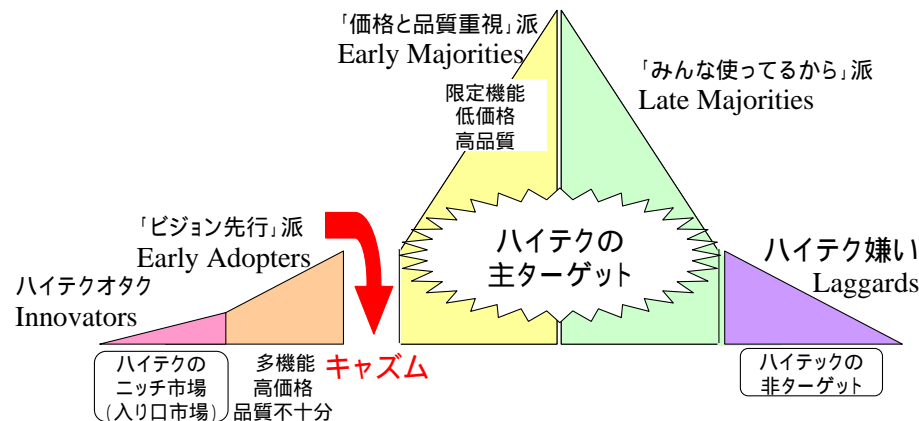 「価格と品質重視」派
Early Majorities
限定機能
低価格
高品質
「みんな使ってるから」派
Late Majorities
「ビジョン先行」派
Early Adopters
ハイテクオタク
Innovators
ハイテクの
主ターゲット
ハイテク嫌い
Laggards
ハイテクの
ニッチ市場
(入り口市場)
多機能
高価格
品質不十分
キャズム
ハイテックの
非ターゲット